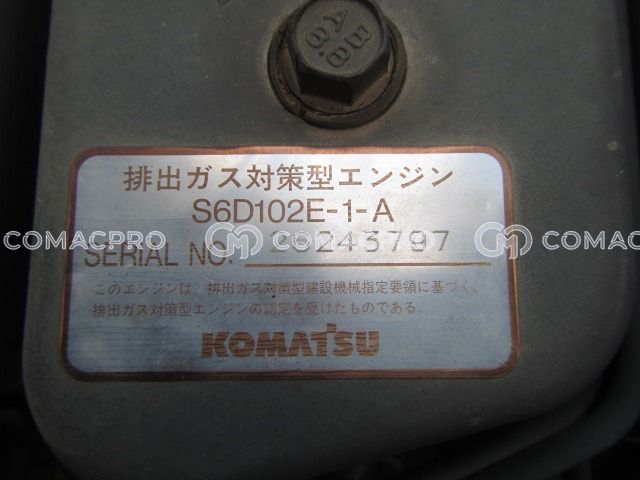 排出ガス対策型エンジン
S6D102E-1-A
SERIAL NO. 26243797
このエンジンは、排出ガス対策型建設機械指定要領に基づく、
排出ガス対策型エンジンの認定を受けたものである。
KOMATSU
COMACPRO
COMACPRO